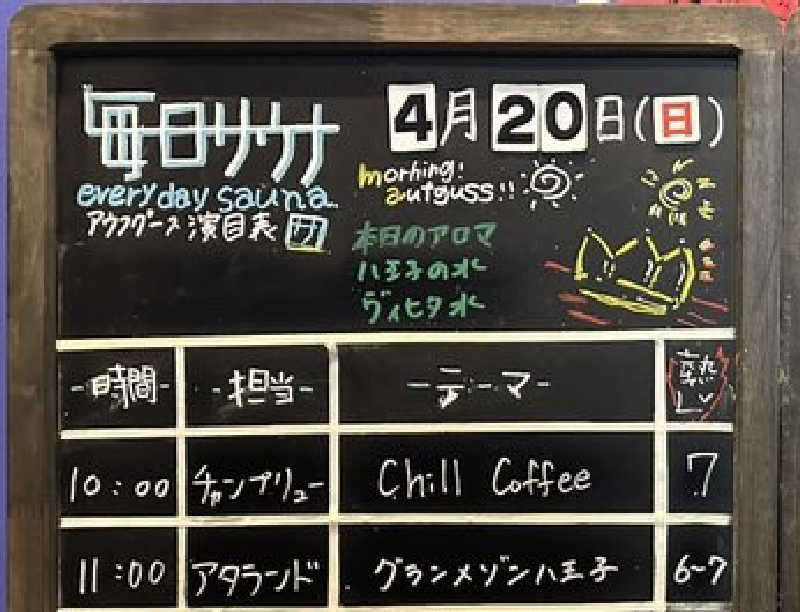 毎日サウナ
4月20日(日)
everyday sauna
morning!
autguss!!
アウフグース演目表 サ
本日のアロマ
八王子の水
ヴィヒタ水
-時間- -担当- -テーマ- 熱Lv
10:00 チャンプリュー Chill Coffee 7
11:00 アタランド グランメゾン八王子 6~7